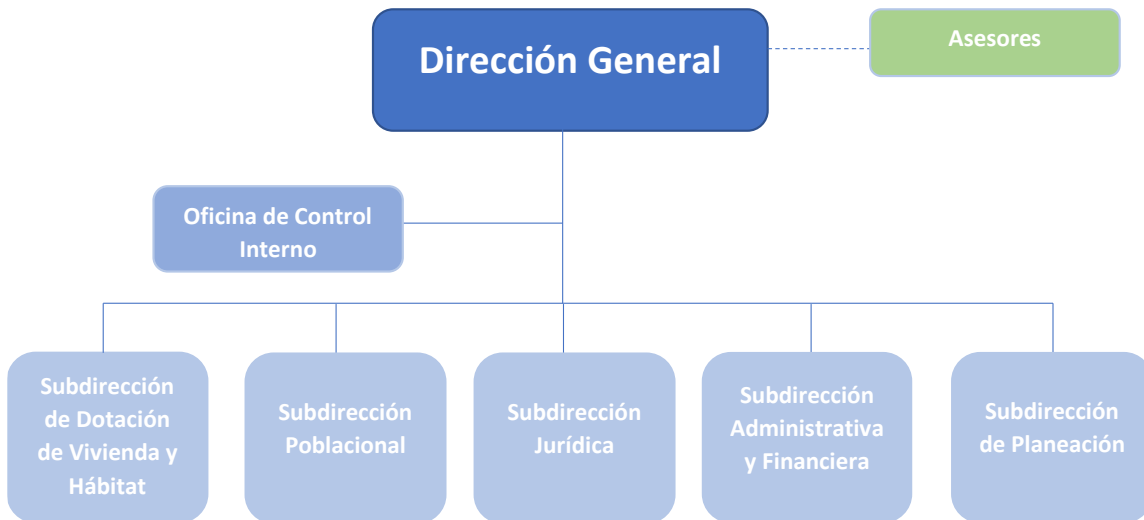 Dirección General
Asesores
Oficina de Control
Interno
Subdirección
de Dotación
de Vivienda y
Hábitat
Subdirección
Poblacional
Subdirección
Jurídica
Subdirección
Administrativa
y Financiera
Subdirección
de Planeación